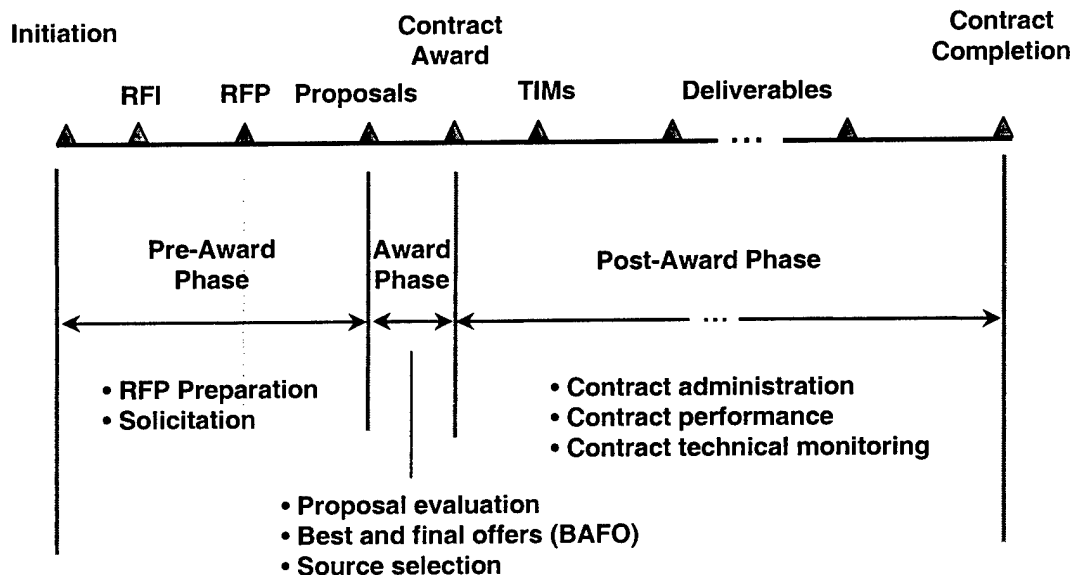 Initiation
Contract
Award
Contract
Completion
RFI
RFP
Proposals
TIMs
Deliverables
...
Pre-Award
Phase
Award
Phase
Post-Award Phase
...
• RFP Preparation
• Solicitation
• Contract administration
• Contract performance
• Contract technical monitoring
• Proposal evaluation
• Best and final offers (BAFO)
• Source selection